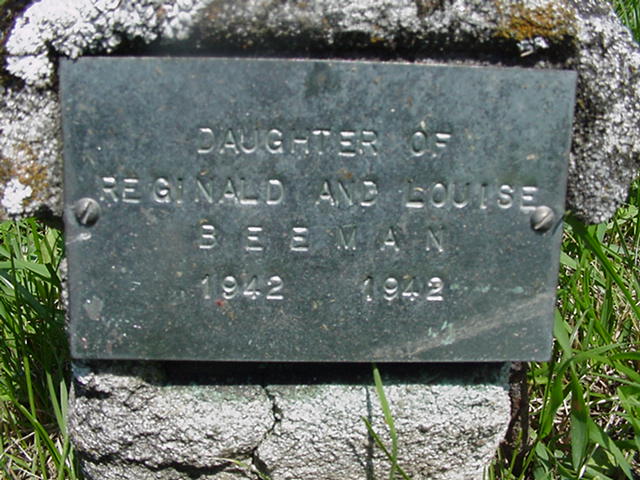 DAUGHTER OF
REGINALD AND LOUISE
BEEMAN
1942 1942